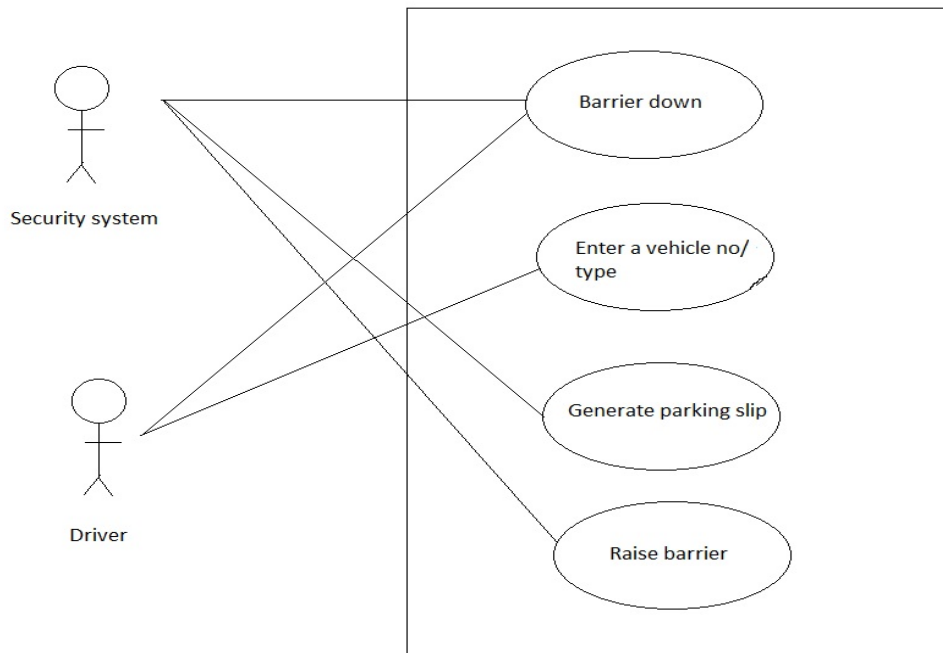 Barrier down
Security system
Enter a vehicle no/
type
Generate parking slip
Driver
Raise barrier